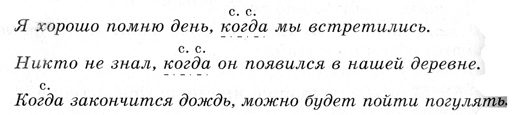 с. с.
Я хорошо помню день, когда мы встретились.
с. с.
Никто не знал, когда он появился в нашей деревне.
с.
Когда закончится дождь, можно будет пойти погулять.